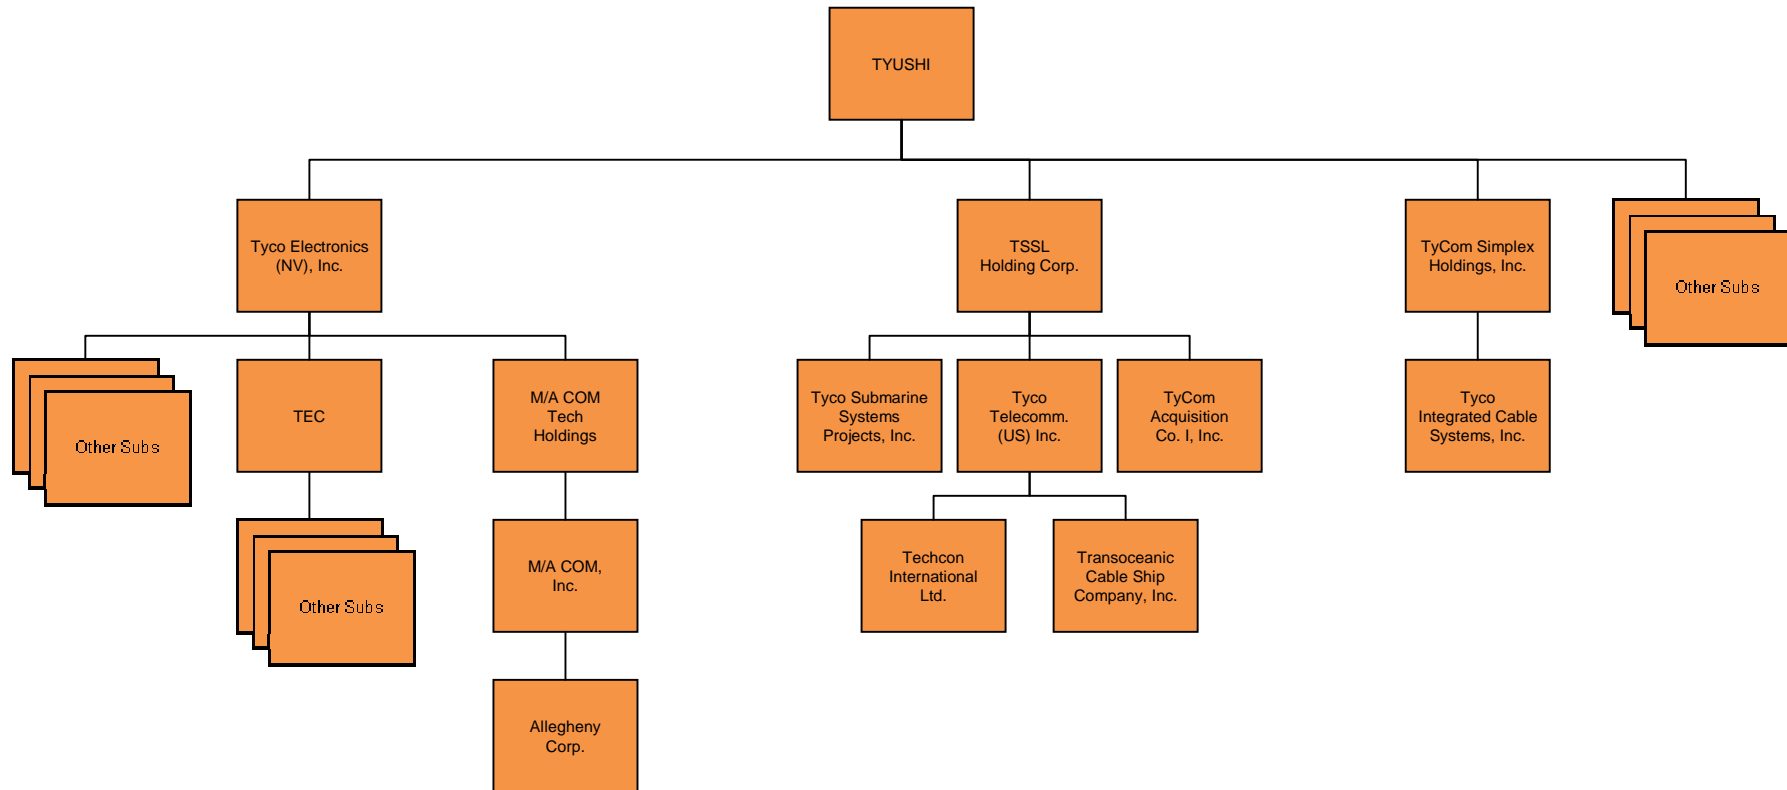 TYUSHI
Tyco Electronics
(NV), Inc.
TSSL
Holding Corp.
TyCom Simplex
Holdings, Inc.
Other Subs
Other Subs
TEC
M/A COM
Tech
Holdings
Tyco Submarine
Systems
Projects, Inc.
Tyco
Telecomm.
(US) Inc.
TyCom
Acquisition
Co. I, Inc.
Tyco
Integrated Cable
Systems, Inc.
Other Subs
M/A COM,
Inc.
Techcon
International
Ltd.
Transoceanic
Cable Ship
Company, Inc.
Allegheny
Corp.